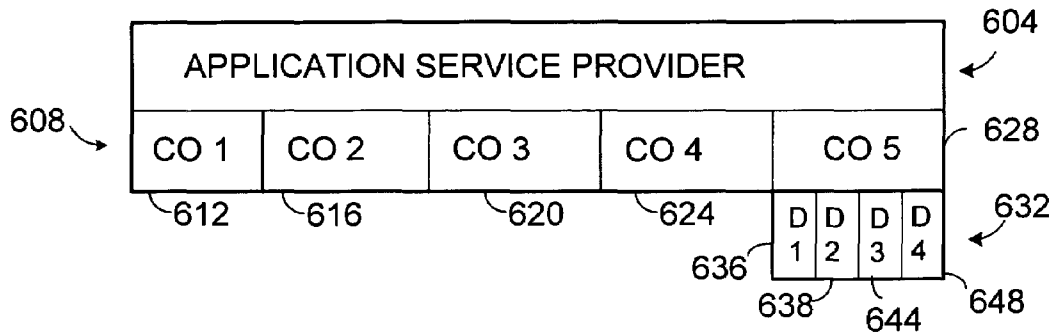 APPLICATION SERVICE PROVIDER
604
608
CO 1
CO 2
CO 3
CO 4
CO 5
628
612
616
620
624
D 1
D 2
D 3
D 4
632
636
638
644
648